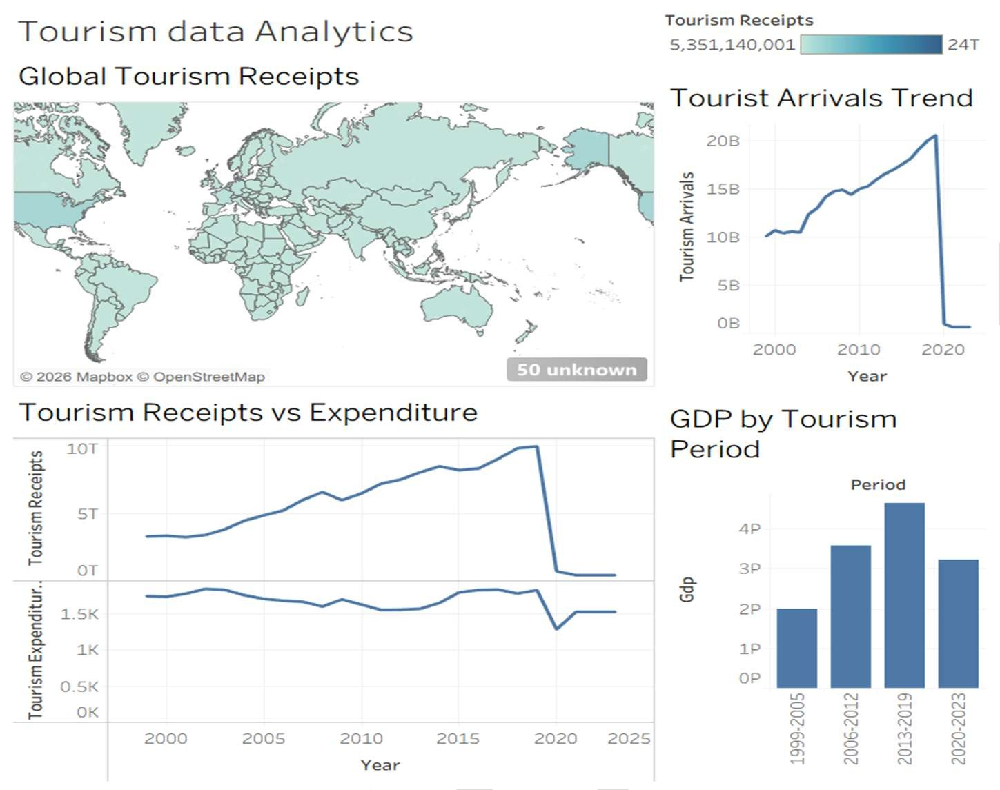 Tourism data Analytics
Global Tourism Receipts
© 2026 Mapbox © OpenStreetMap
50 unknown
Tourism Receipts
5,351,140,001 24T
Tourist Arrivals Trend
Tourism Arrivals
20B
15B
10B
5B
0B
2000 2010 2020
Year
Tourism Receipts vs Expenditure
Tourism Receipts
10T
5T
0T
Tourism Expenditur..
1.5K
1K
0.5K
0K
2000 2005 2010 2015 2020 2025
Year
GDP by Tourism
Period
Period
Gdp
4P
3P
2P
1P
0P
1999-2005
2006-2012
2013-2019
2020-2023